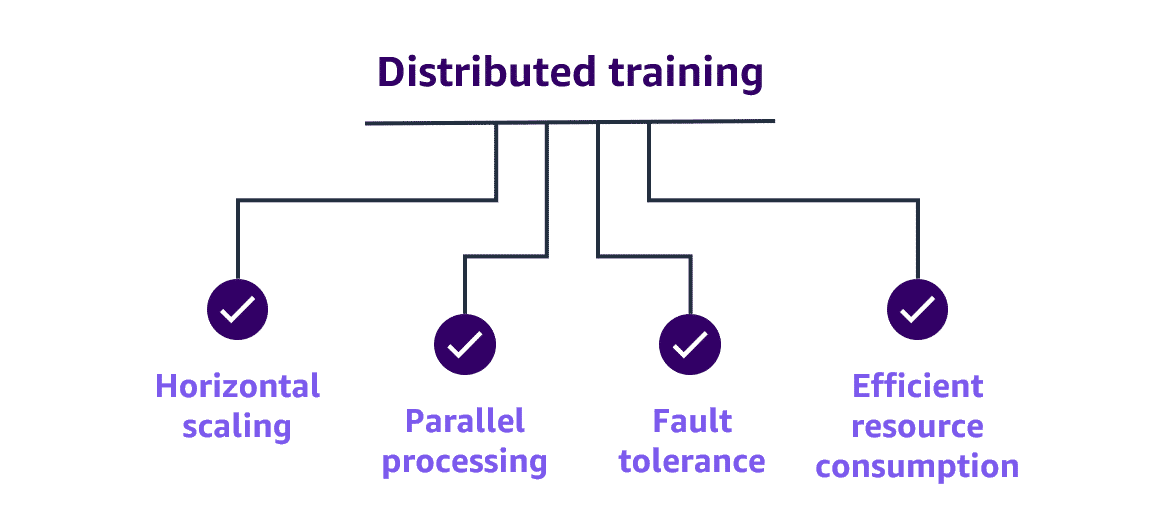 Distributed training
Horizontal
scaling
Parallel
processing
Fault
tolerance
Efficient
resource
consumption